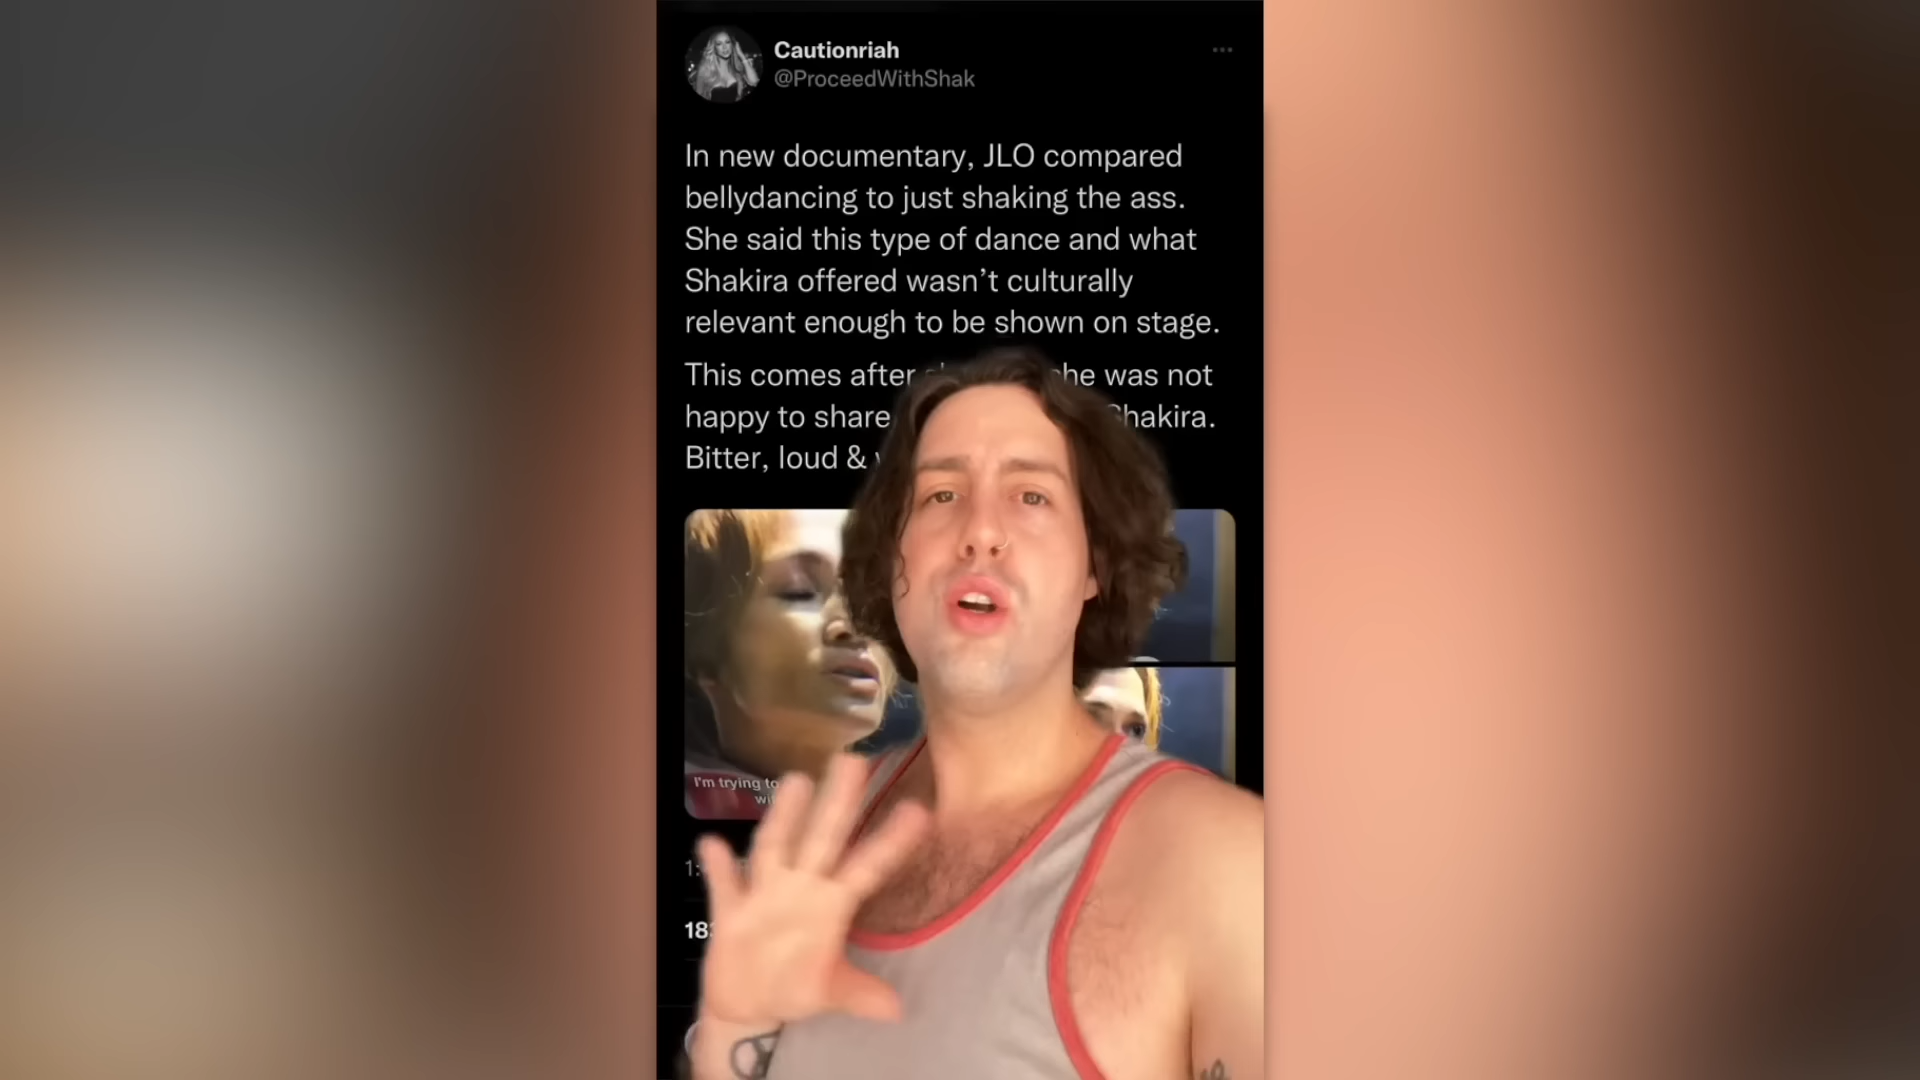 Cautionriah
@ProceedWithShak
In new documentary, JLO compared
bellydancing to just shaking the ass.
She said this type of dance and what
Shakira offered wasn't culturally
relevant enough to be shown on stage.
This comes after he was not
happy to share Shakira.
Bitter, loud &
I'm trying to